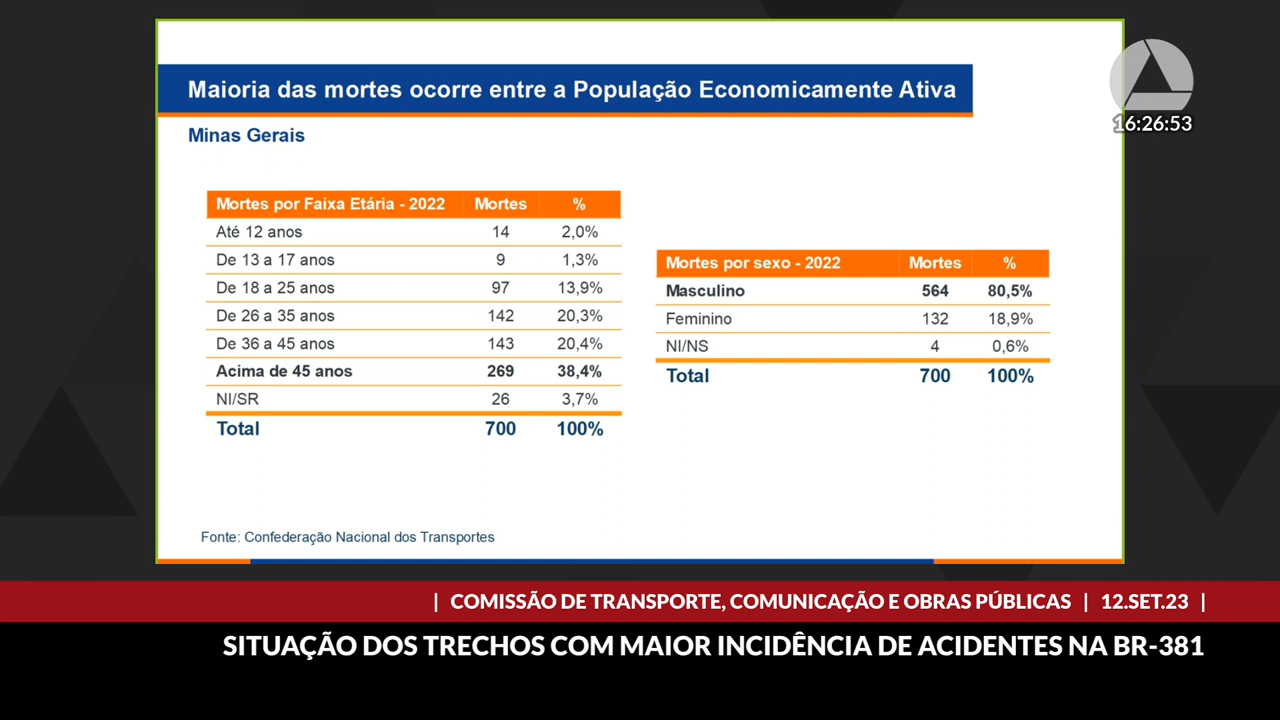 Maioria das mortes ocorre entre a População Economicamente Ativa
16:26:53
Minas Gerais
Mortes por Faixa Etária - 2022 Mortes %
Até 12 anos 14 2,0%
De 13 a 17 anos 9 1,3%
De 18 a 25 anos 97 13,9%
De 26 a 35 anos 142 20,3%
De 36 a 45 anos 143 20,4%
Acima de 45 anos 269 38,4%
NI/SR 26 3,7%
Total 700 100%
Mortes por sexo - 2022 Mortes %
Masculino 564 80,5%
Feminino 132 18,9%
NI/NS 4 0,6%
Total 700 100%
Fonte: Confederação Nacional dos Transportes
| COMISSÃO DE TRANSPORTE, COMUNICAÇÃO E OBRAS PÚBLICAS | 12.SET.23 |
SITUAÇÃO DOS TRECHOS COM MAIOR INCIDÊNCIA DE ACIDENTES NA BR-381